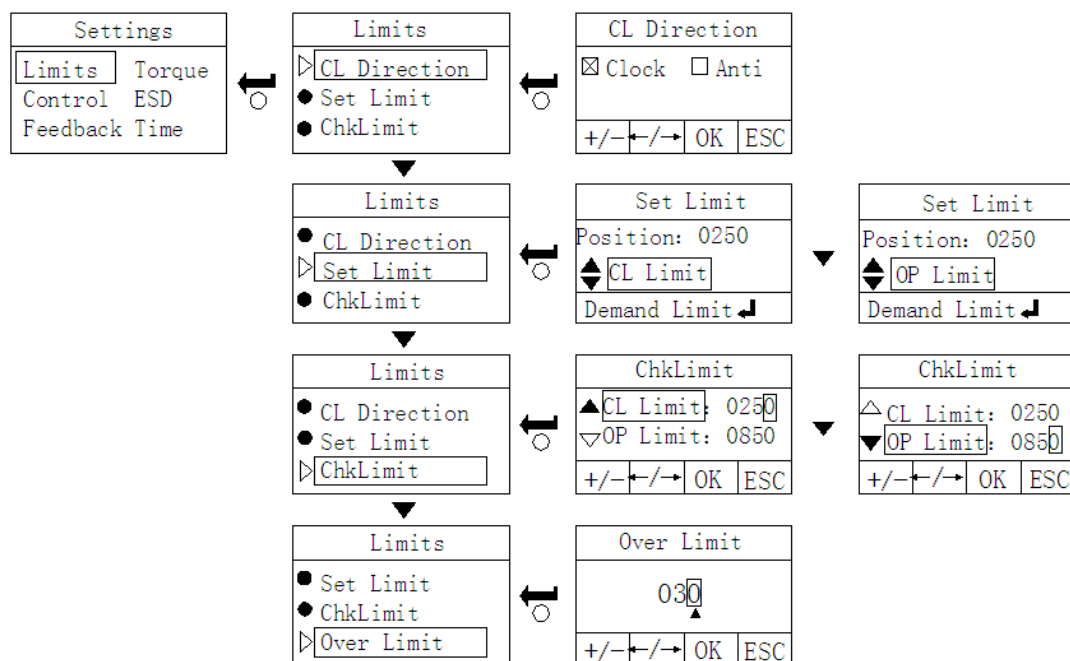 Settings
Limits Torque
Control ESD
Feedback Time
Limits
CL Direction
Set Limit
ChkLimit
CL Direction
Clock Anti
+/- ←/→ OK ESC
Limits
CL Direction
Set Limit
ChkLimit
Set Limit
Position: 0250
CL Limit
Demand Limit
Set Limit
Position: 0250
OP Limit
Demand Limit
Limits
CL Direction
Set Limit
ChkLimit
ChkLimit
CL Limit: 0250
OP Limit: 0850
+/- ←/→ OK ESC
ChkLimit
CL Limit: 0250
OP Limit: 0850
+/- ←/→ OK ESC
Limits
Set Limit
ChkLimit
Over Limit
Over Limit
030
+/- ←/→ OK ESC